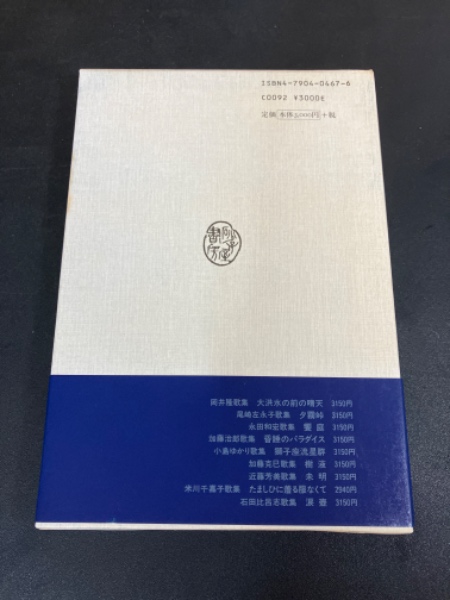 ISBN4-7904-0467-6
C0092 ¥3000E
定価 本体3,000円 +税
砂子屋書房
岡井隆歌集 大洪水の前の晴天 3150円
尾崎左永子歌集 夕霧峠 3150円
永田和宏歌集 饗庭 3150円
加藤治郎歌集 昏睡のパラダイス 3150円
小島ゆかり歌集 獅子座流星群 3150円
加藤克巳歌集 樹液 3150円
近藤芳美歌集 未明 3150円
米川千嘉子歌集 たましひに着る服なくて 2940円
石田比呂志歌集 涙壺 3150円